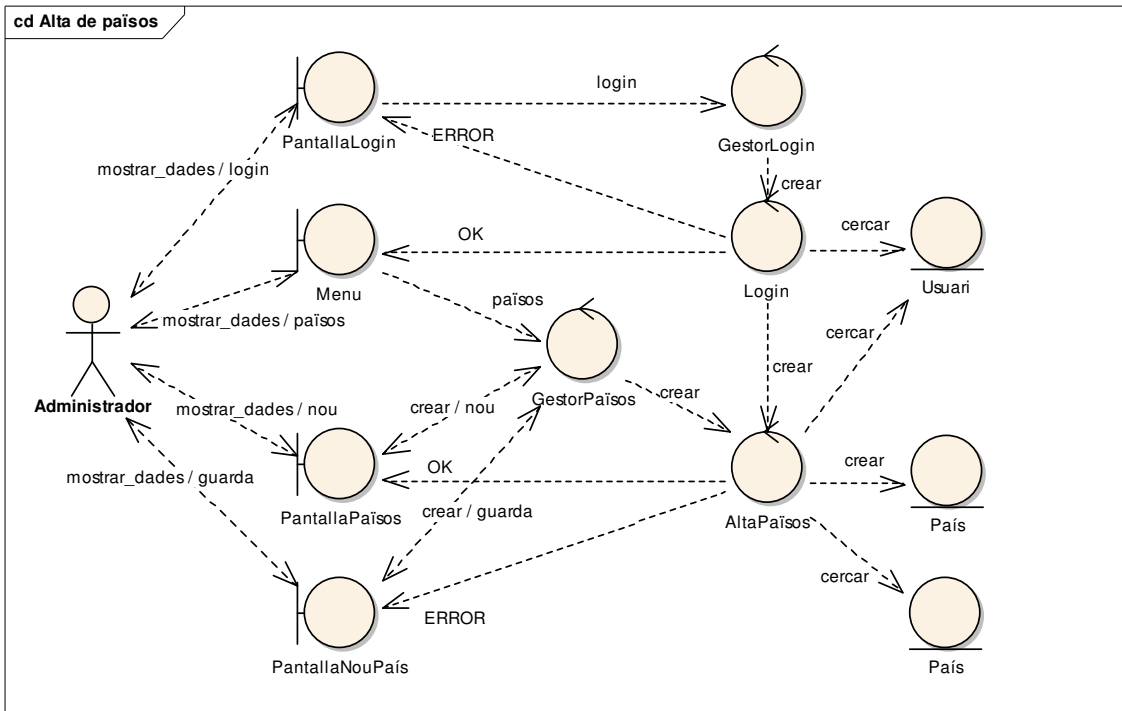 cd Alta de països
login
PantallaLogin
ERROR
GestorLogin
mostrar_dades / login
crear
cercar
OK
Menu
Login
Usuari
mostrar_dades / països
països
cercar
crear
Administrador
mostrar_dades / nou
crear / nou
GestorPaïsos
crear
OK
crear
mostrar_dades / guarda
PantallaPaïsos
crear / guarda
AltaPaïsos
País
cercar
ERROR
PantallaNouPaís
País